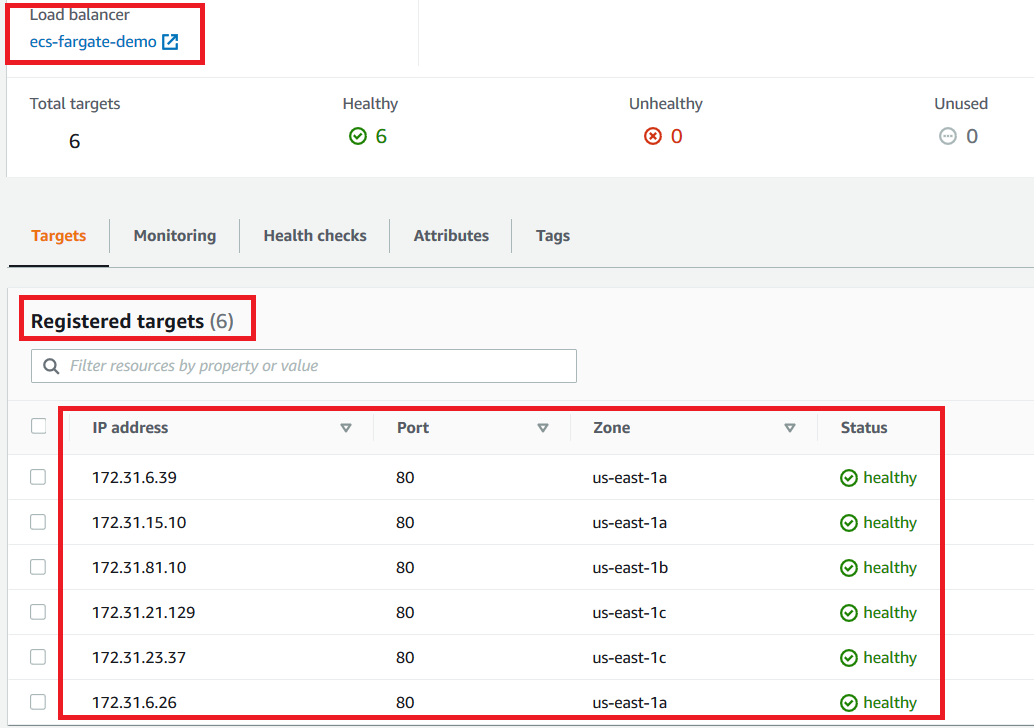 Load balancer
ecs-fargate-demo
Total targets Healthy Unhealthy Unused
6 6 0 0
Targets Monitoring Health checks Attributes Tags
Registered targets (6)
Filter resources by property or value
IP address Port Zone Status
172.31.6.39 80 us-east-1a healthy
172.31.15.10 80 us-east-1a healthy
172.31.81.10 80 us-east-1b healthy
172.31.21.129 80 us-east-1c healthy
172.31.23.37 80 us-east-1c healthy
172.31.6.26 80 us-east-1a healthy